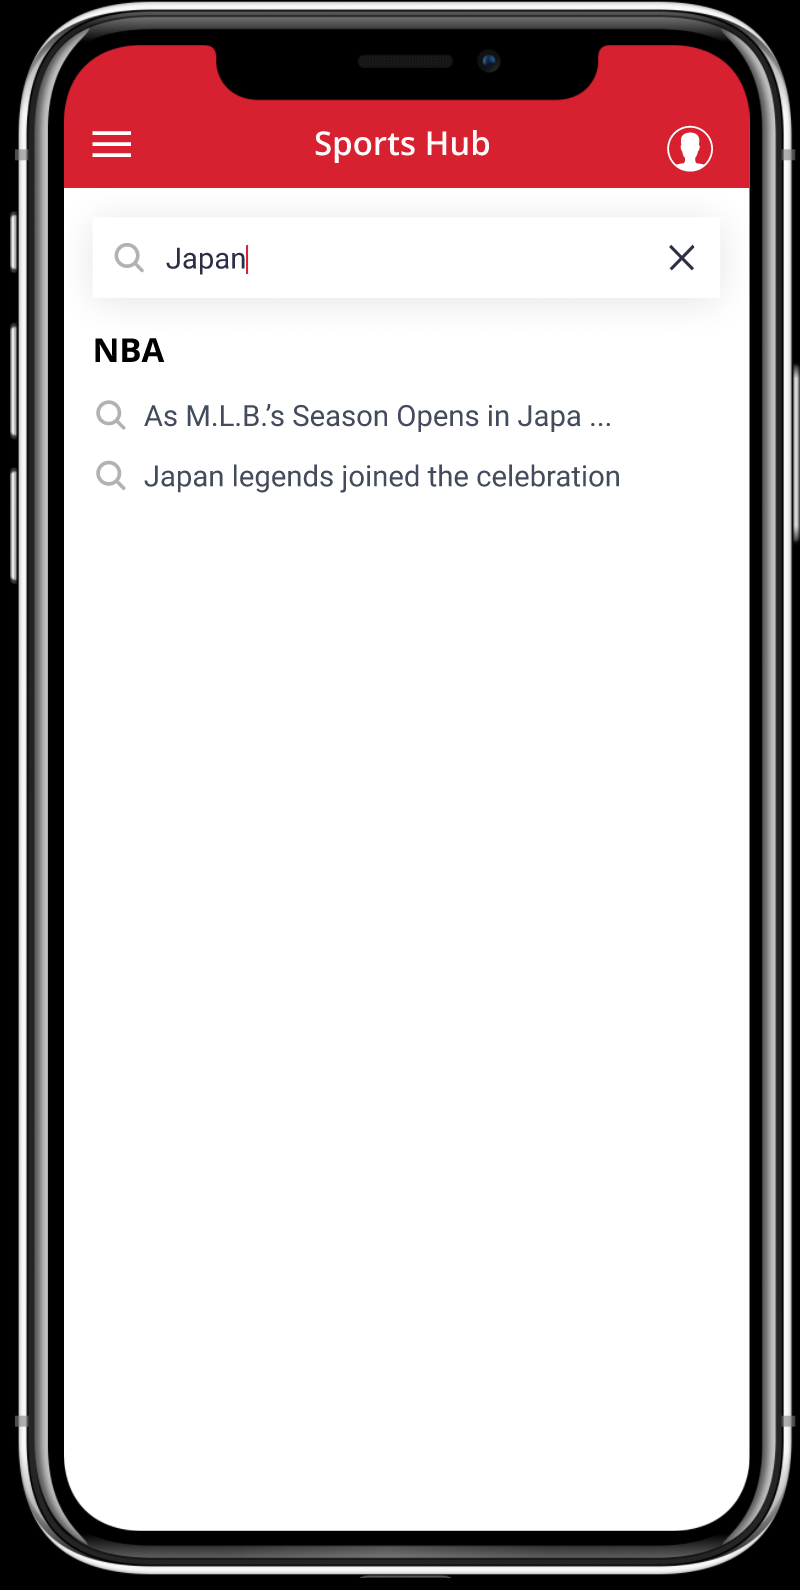 Sports Hub
Japan
NBA
As M.L.B.’s Season Opens in Japa ...
Japan legends joined the celebration